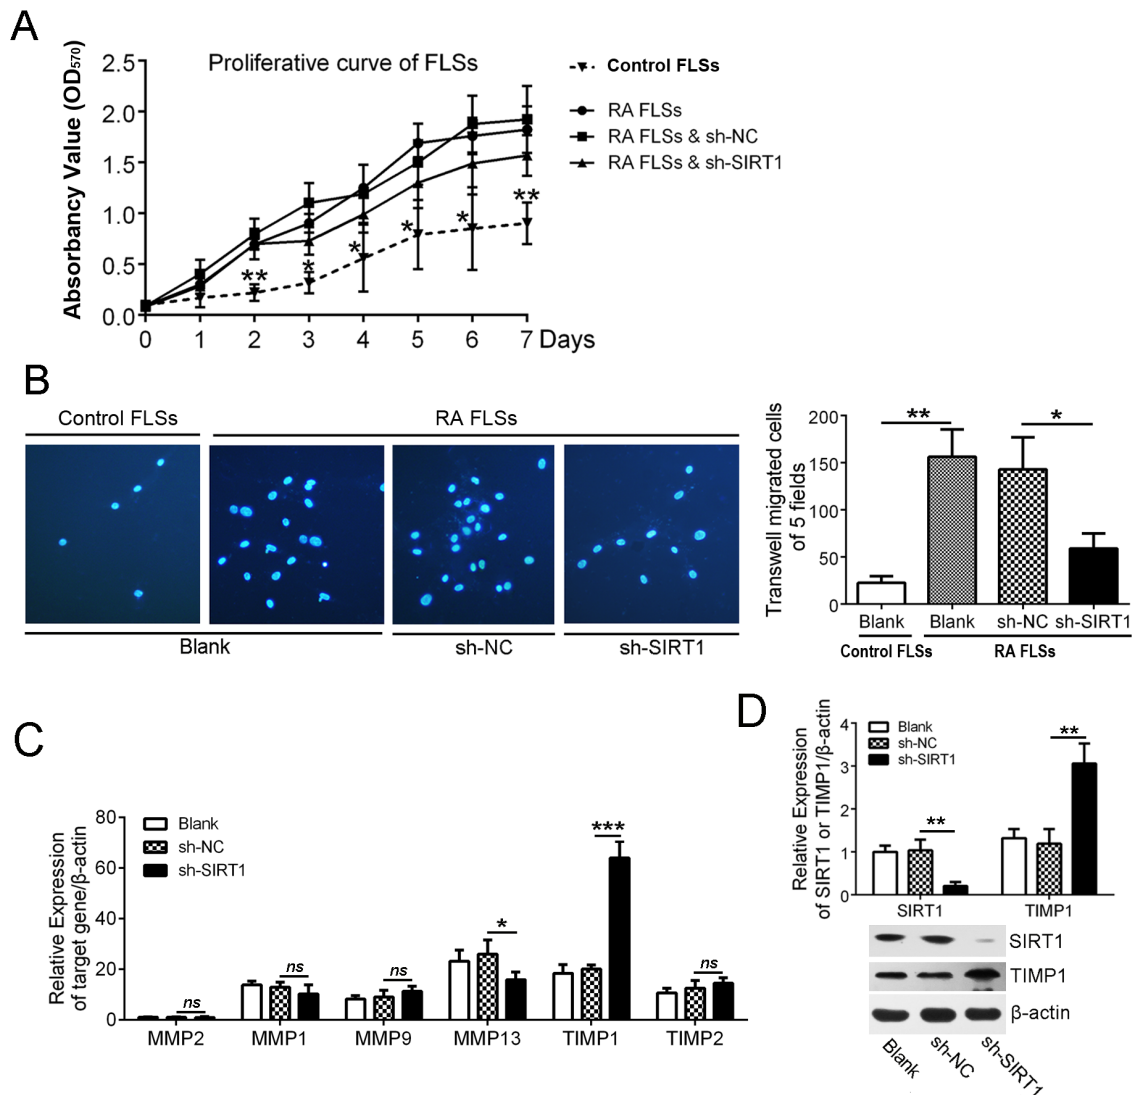 A
Proliferative curve of FLSs
Absorbancy Value (OD570)
2.5
2.0
1.5
1.0
0.5
0.0
** * * * * **
0 1 2 3 4 5 6 7 Days
Control FLSs
RA FLSs
RA FLSs & sh-NC
RA FLSs & sh-SIRT1
B
Control FLSs RA FLSs
Blank sh-NC sh-SIRT1
Transwell migrated cells
of 5 fields
200
150
100
50
0
** *
Blank Blank sh-NC sh-SIRT1
Control FLSs RA FLSs
C
Relative Expression
of target gene/β-actin
80
60
40
20
0
Blank
sh-NC
sh-SIRT1
ns ns ns * *** ns
MMP2 MMP1 MMP9 MMP13 TIMP1 TIMP2
D
Relative Expression
of SIRT1 or TIMP1/β-actin
4
3
2
1
0
Blank
sh-NC
sh-SIRT1
** **
SIRT1 TIMP1
SIRT1
TIMP1
β-actin
Blank sh-NC sh-SIRT1